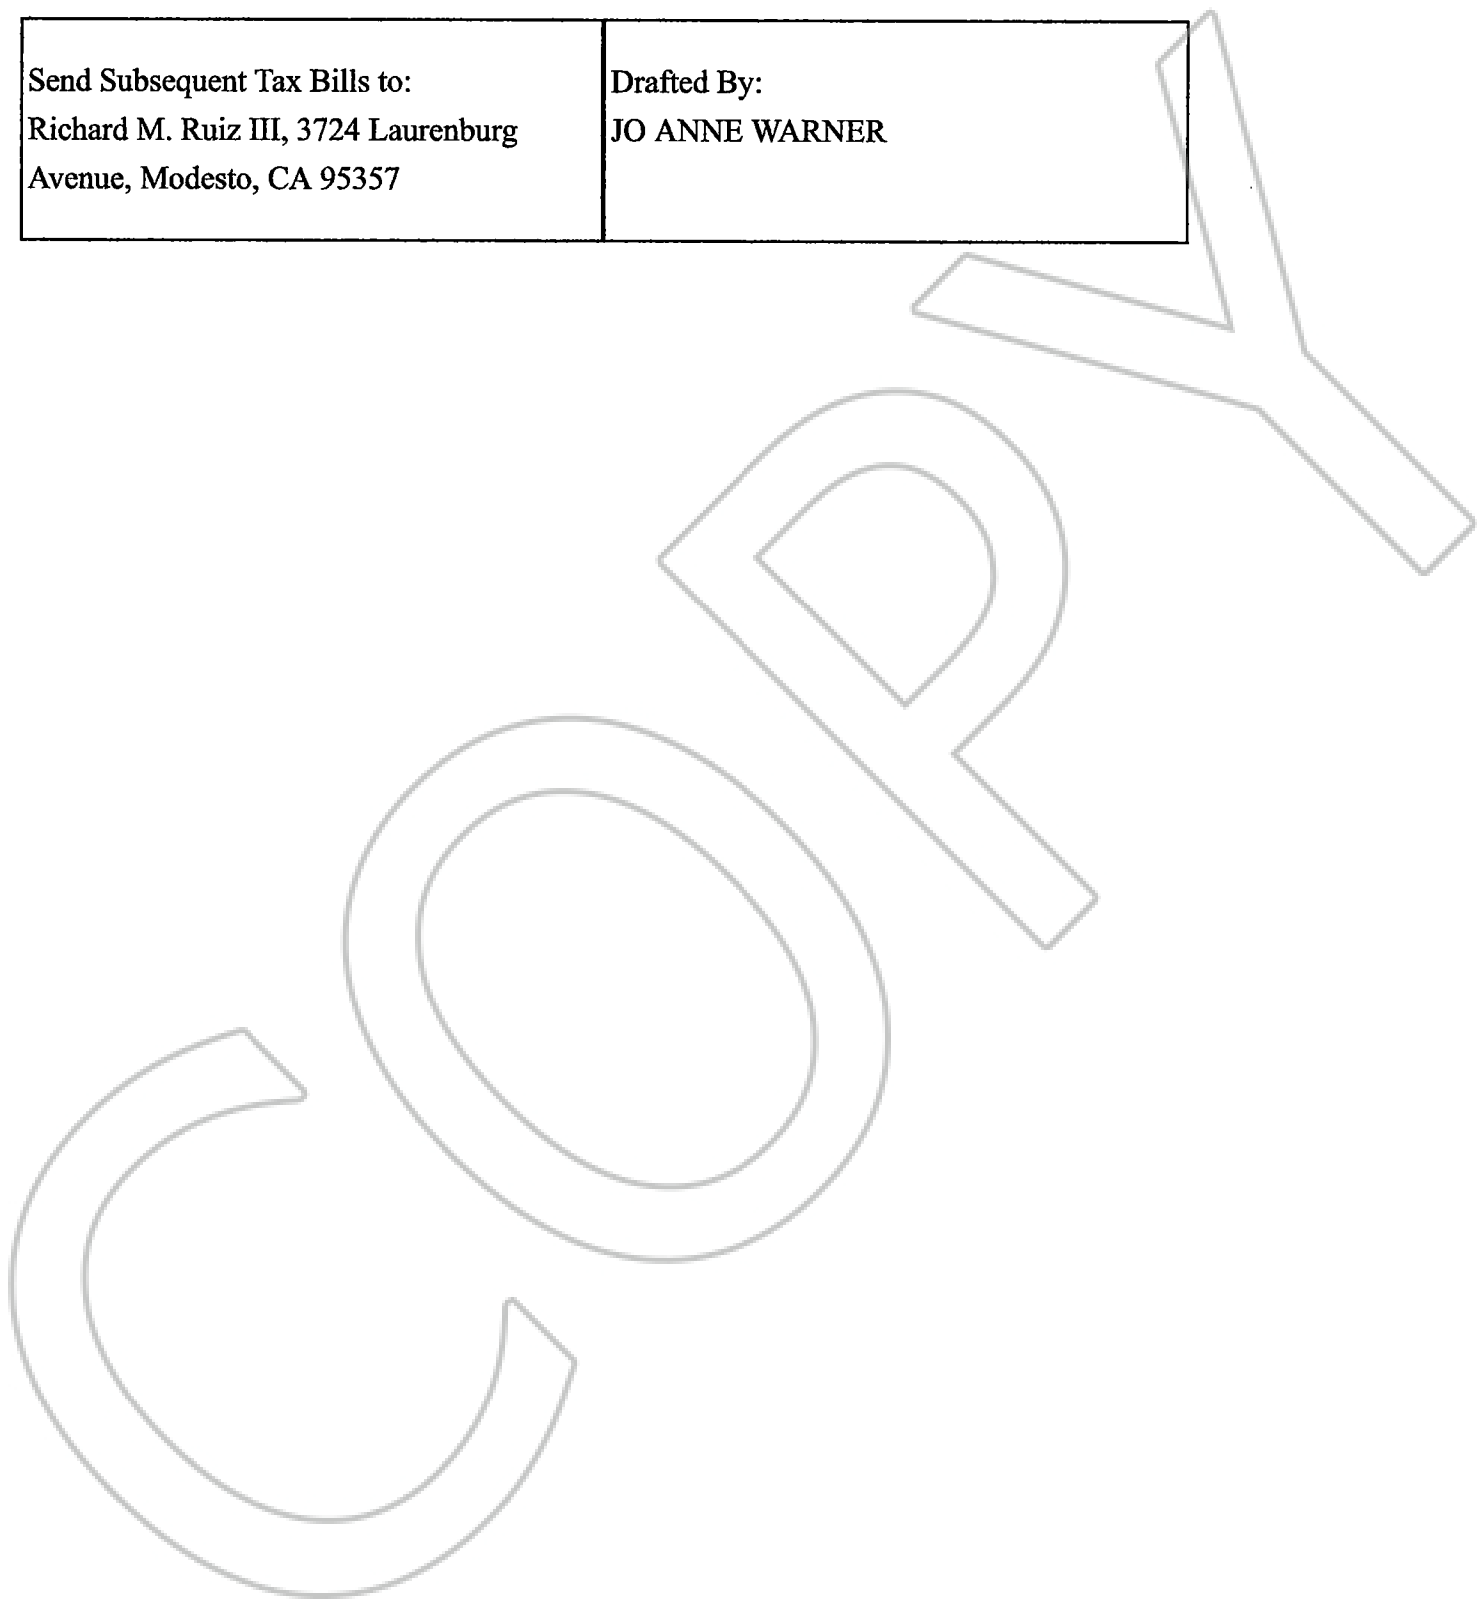 Send Subsequent Tax Bills to:
Richard M. Ruiz III, 3724 Laurenburg
Avenue, Modesto, CA 95357
Drafted By:
JO ANNE WARNER
COPY